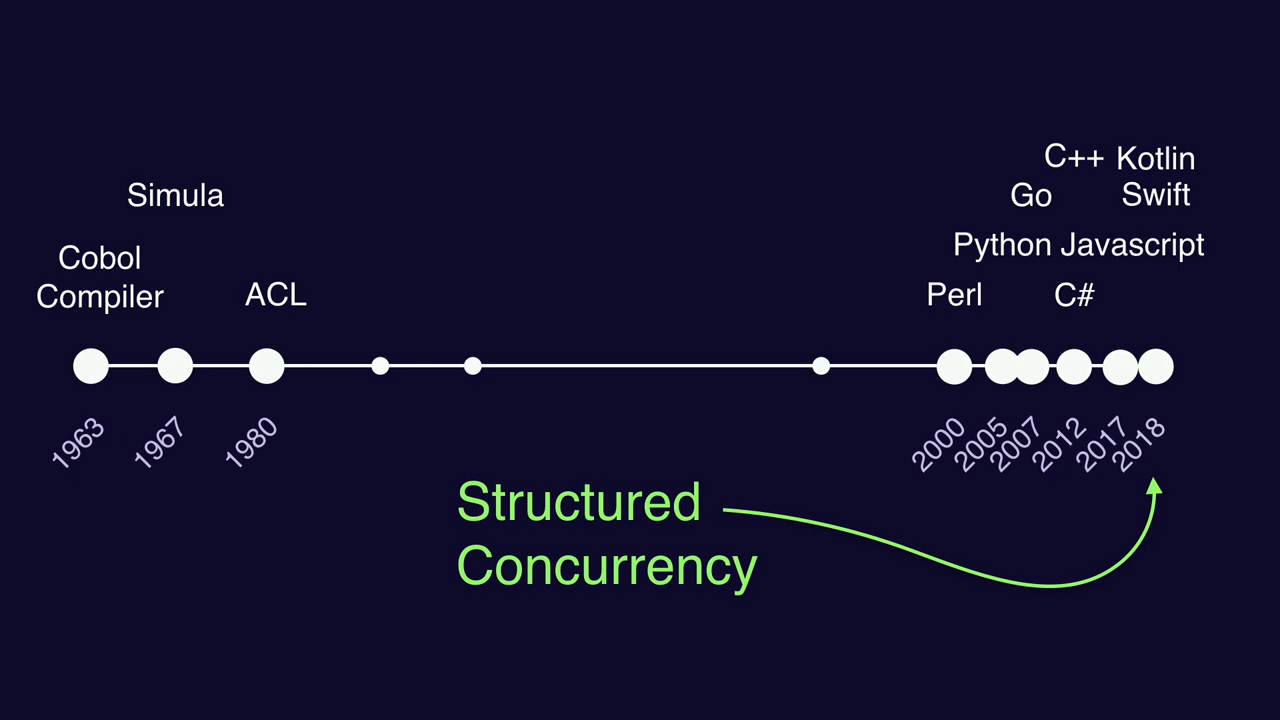 C++ Kotlin
Simula
Go
Swift
Python Javascript
Cobol
Compiler
ACL
Perl
C#
1963
1967
1980
2000
2005
2007
2012
2017
2018
Structured
Concurrency